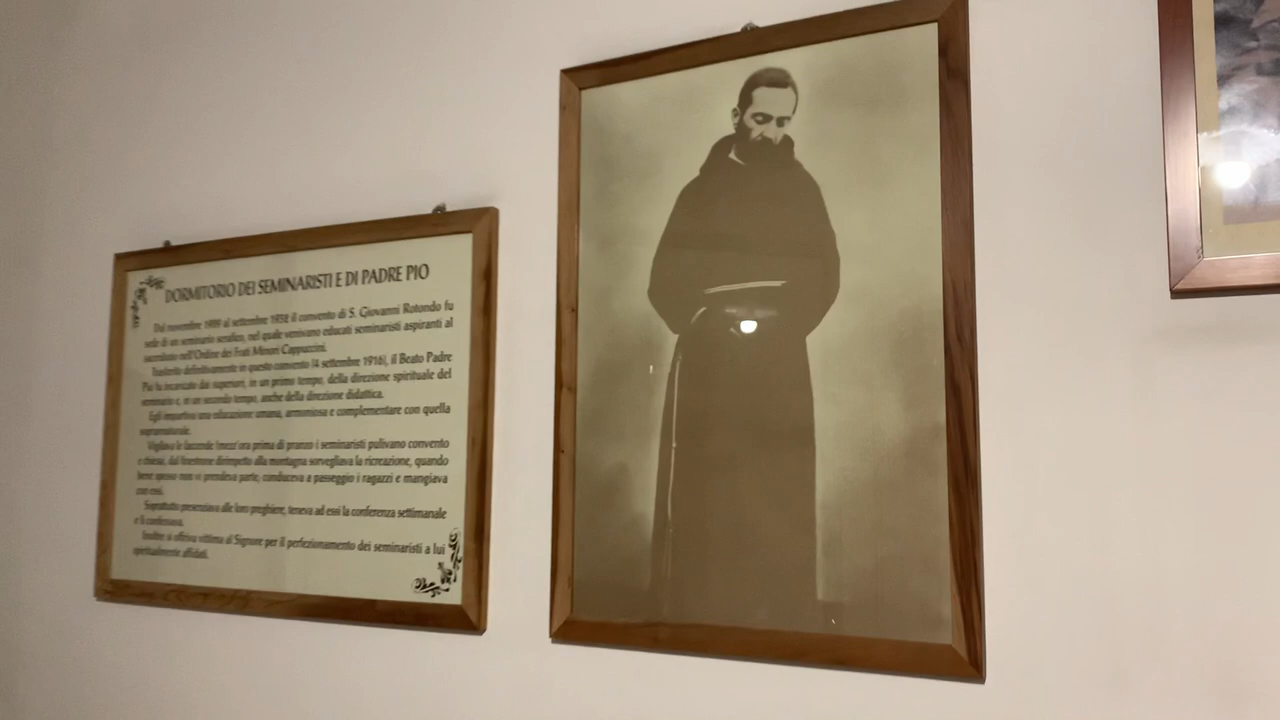 DORMITORIO DEI SEMINARISTI E DI PADRE PIO
Dal novembre 1909 al settembre il convento di S. Giovanni Rotondo fu
sede di un seminario serafico, nel quale venivano educati seminaristi aspiranti al
sacerdozio nell'Ordine dei Frati Minori Cappuccini.
Trasferito definitivamente in questo convento (4 settembre 1916), il Beato Padre
Pio fu incaricato dai superiori, in un primo tempo, della direzione spirituale del
seminario e, in un secondo tempo, anche della direzione didattica.
Egli impartiva una educazione umana, armoniosa e complementare con quella
soprannaturale.
Vigilava le faccende (mezz'ora prima di pranzo i seminaristi pulivano convento
e chiesa), dal finestrone dirimpetto alla montagna sorvegliava la ricreazione, quando
bene spesso non vi prendeva parte, conduceva a passeggio i ragazzi e mangiava
con essi.
Soprattutto presenziava alle loro preghiere, teneva ad essi la conferenza settimanale
e li confessava.
Inoltre si offriva vittima al Signore per il perfezionamento dei seminaristi a lui
spiritualmente affidati.